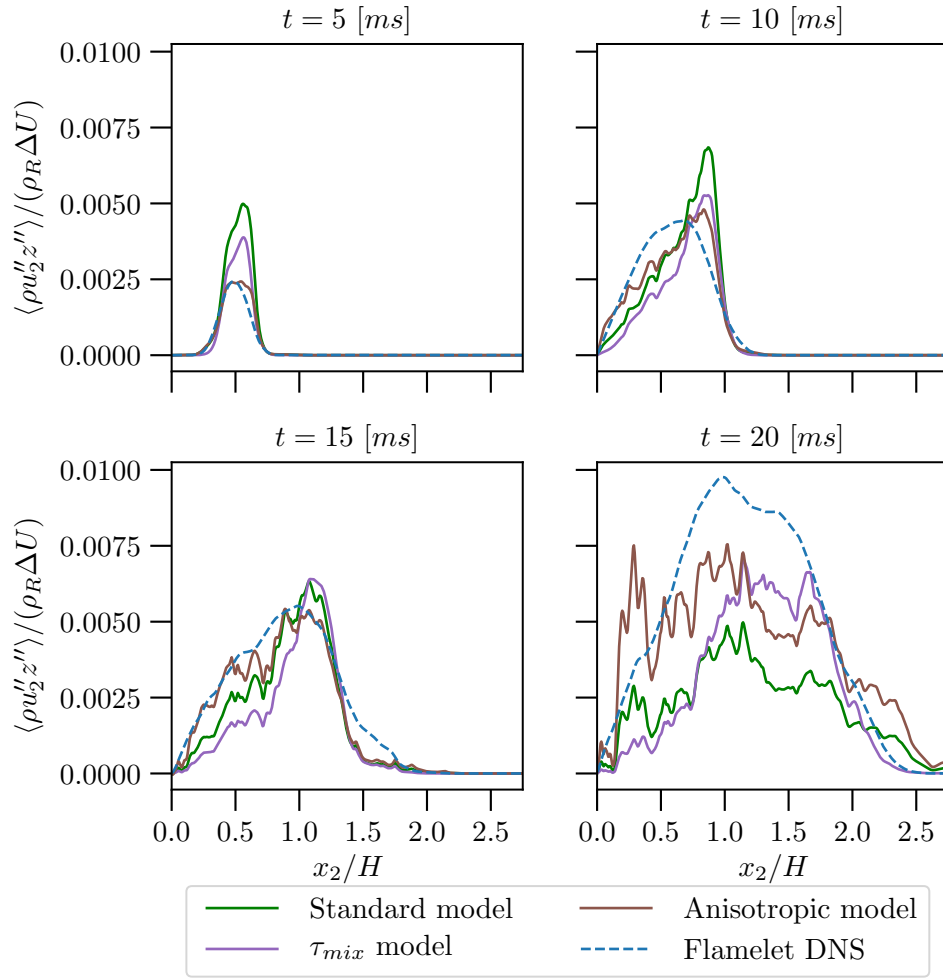 t = 5 [ms]
t = 10 [ms]
0.0100
0.0075
0.0050
0.0025
0.0000
⟨ρu₂″z″⟩/(ρ_RΔU)
t = 15 [ms]
t = 20 [ms]
0.0100
0.0075
0.0050
0.0025
0.0000
⟨ρu₂″z″⟩/(ρ_RΔU)
0.0 0.5 1.0 1.5 2.0 2.5
0.0 0.5 1.0 1.5 2.0 2.5
x₂/H
x₂/H
Standard model
Anisotropic model
τ_mix model
Flamelet DNS